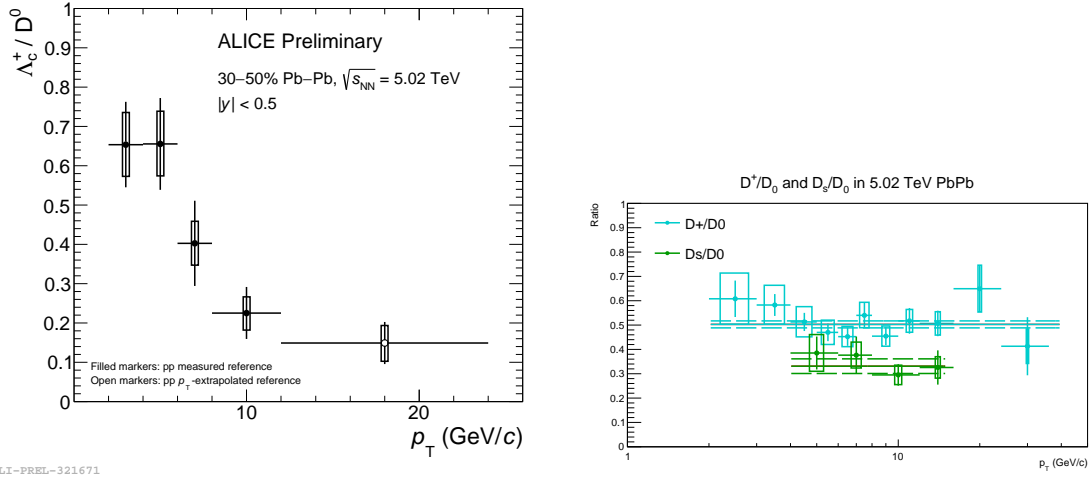 1
0.9
0.8
0.7
0.6
0.5
0.4
0.3
0.2
0.1
0
Λc+ / D0
ALICE Preliminary
30−50% Pb−Pb, √sNN = 5.02 TeV
|y| < 0.5
Filled markers: pp measured reference
Open markers: pp pT-extrapolated reference
10
20
pT (GeV/c)
LI-PREL-321671
D+/D0 and Ds/D0 in 5.02 TeV PbPb
Ratio
1
0.9
0.8
0.7
0.6
0.5
0.4
0.3
0.2
0.1
0
D+/D0
Ds/D0
1
10
pT (GeV/c)